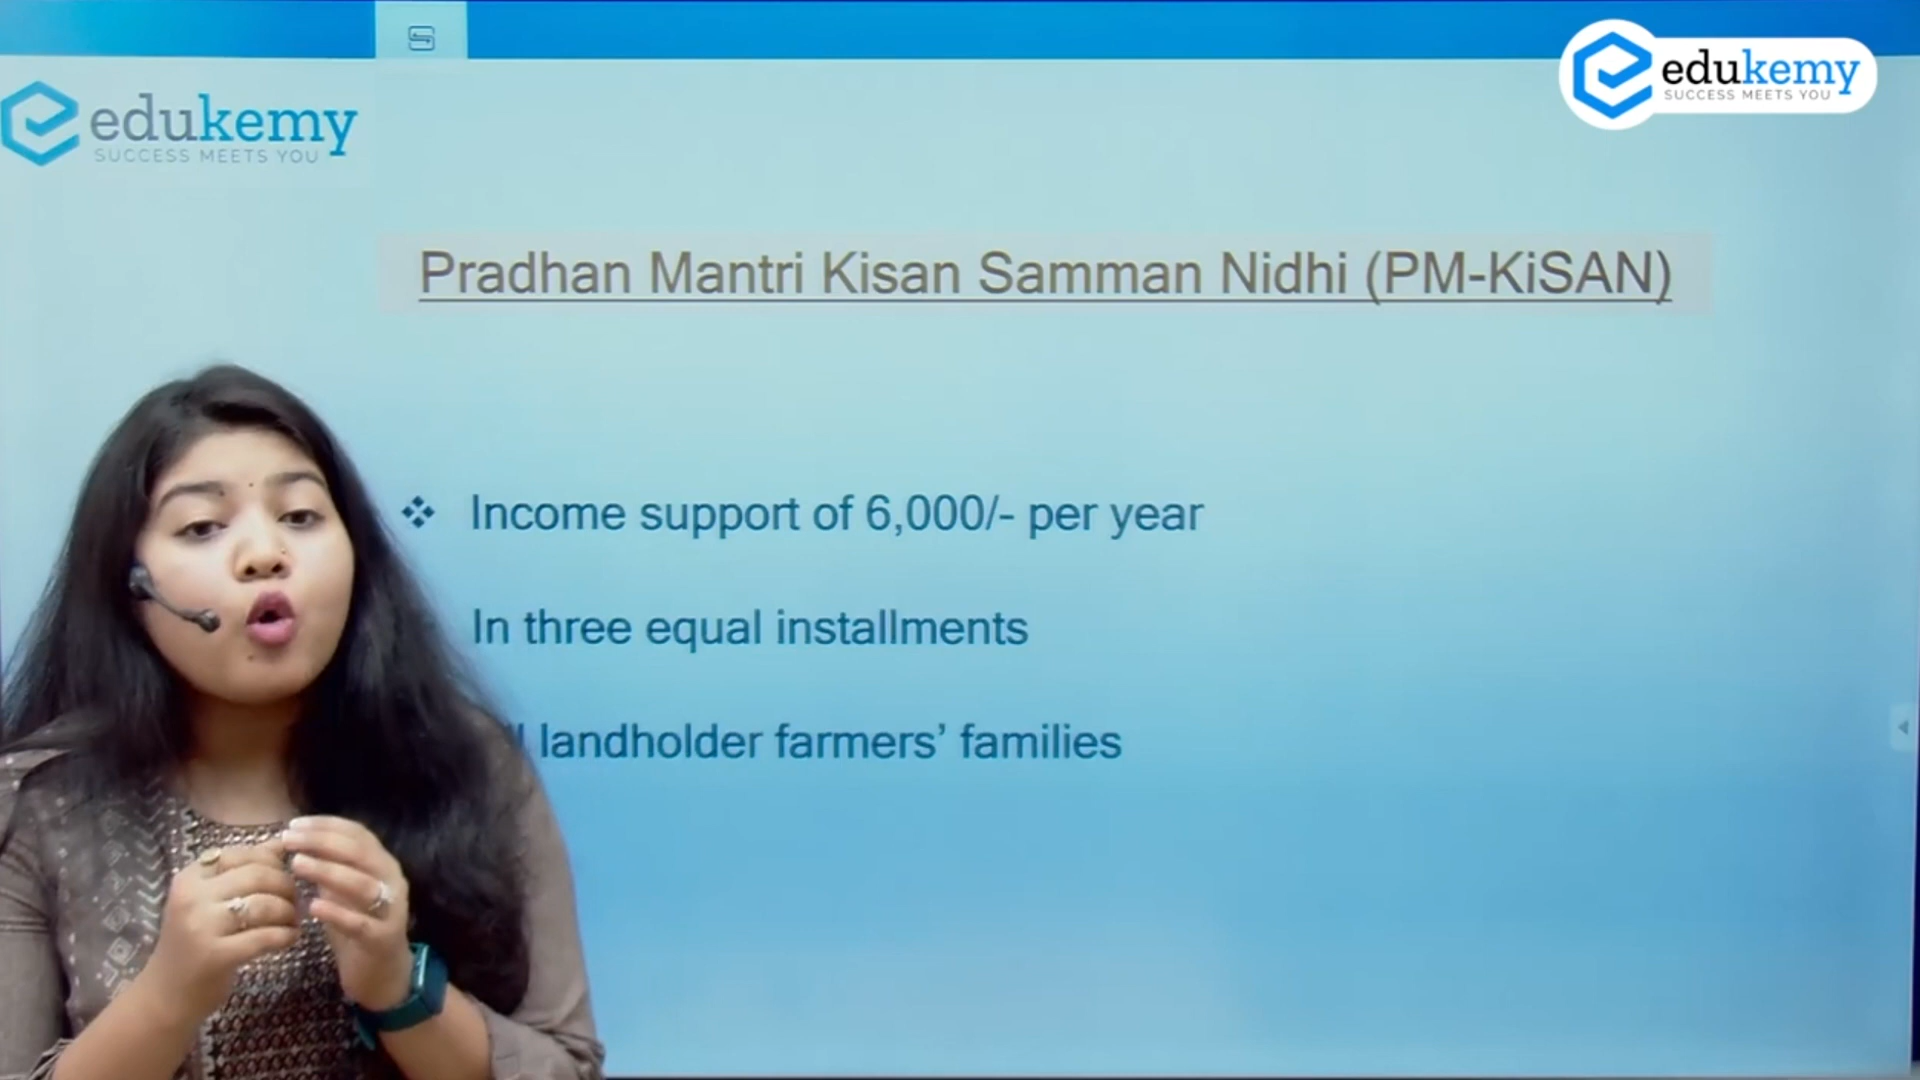 edukemy
SUCCESS MEETS YOU
edukemy
SUCCESS MEETS YOU
Pradhan Mantri Kisan Samman Nidhi (PM-KiSAN)
Income support of 6,000/- per year
In three equal installments
landholder farmers’ families